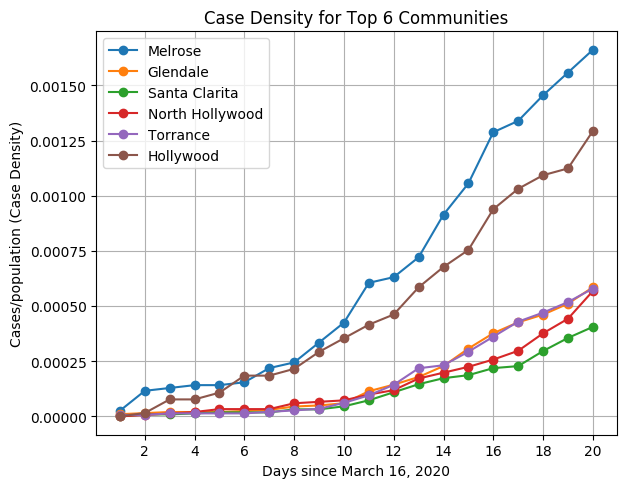 Case Density for Top 6 Communities
Melrose
Glendale
Santa Clarita
North Hollywood
Torrance
Hollywood
Cases/population (Case Density)
0.00150
0.00125
0.00100
0.00075
0.00050
0.00025
0.00000
2 4 6 8 10 12 14 16 18 20
Days since March 16, 2020